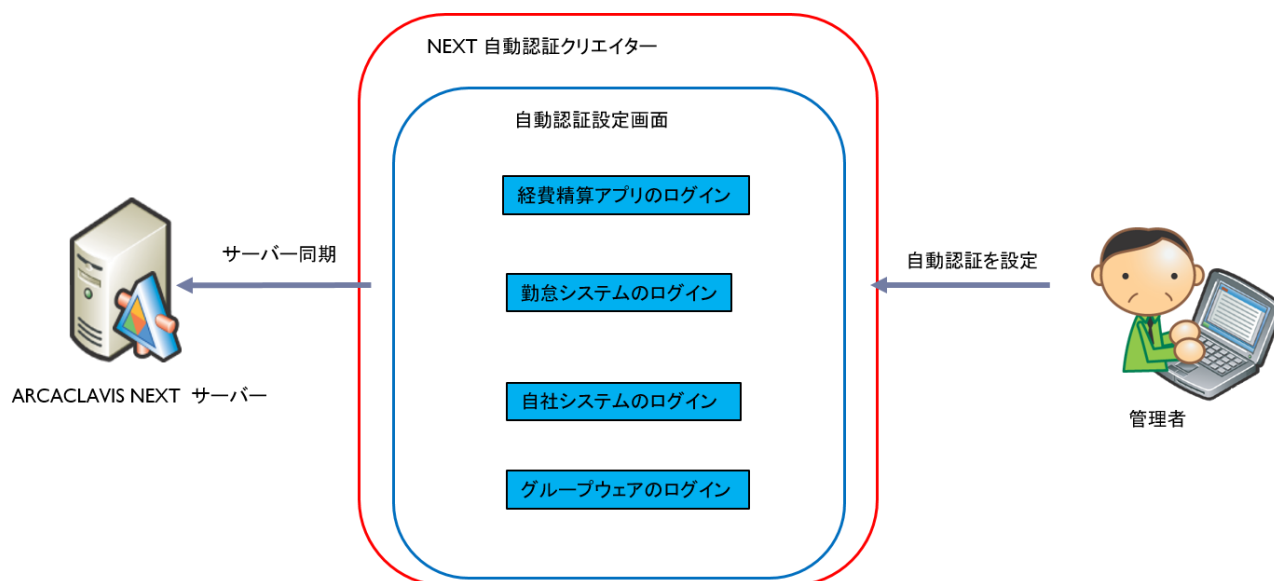 NEXT 自動認証クリエイター
自動認証設定画面
経費精算アプリのログイン
サーバー同期
自動認証を設定
勤怠システムのログイン
ARCACLAVIS NEXT サーバー
自社システムのログイン
管理者
グループウェアのログイン